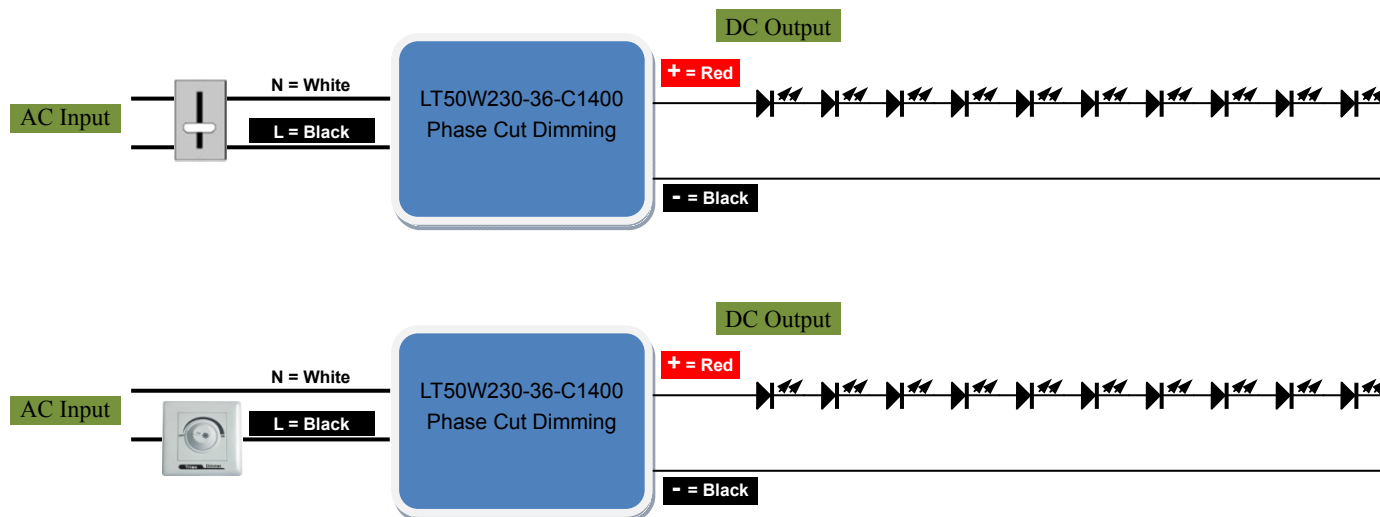 DC Output
+ = Red
N = White
AC Input
L = Black
LT50W230-36-C1400
Phase Cut Dimming
- = Black
DC Output
+ = Red
N = White
AC Input
L = Black
LT50W230-36-C1400
Phase Cut Dimming
- = Black